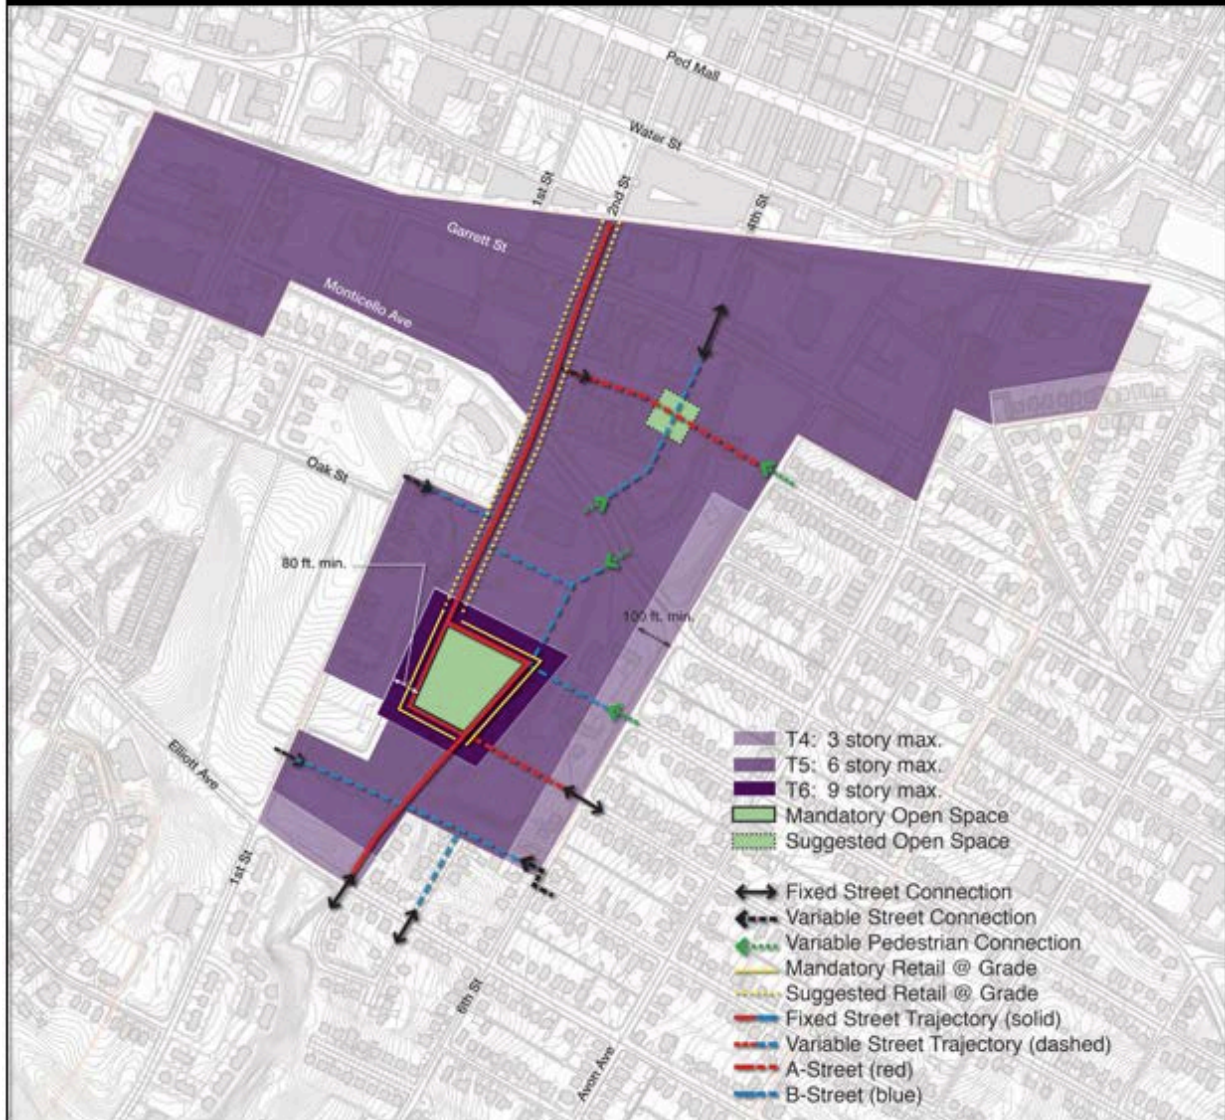 Ped Mall
Water St
1st St
2nd St
4th St
Garrett St
Monticello Ave
Oak St
80 ft. min.
100 ft. min.
Elliott Ave
1st St
6th St
Avon Ave
T4: 3 story max.
T5: 6 story max.
T6: 9 story max.
Mandatory Open Space
Suggested Open Space
Fixed Street Connection
Variable Street Connection
Variable Pedestrian Connection
Mandatory Retail @ Grade
Suggested Retail @ Grade
Fixed Street Trajectory (solid)
Variable Street Trajectory (dashed)
A-Street (red)
B-Street (blue)